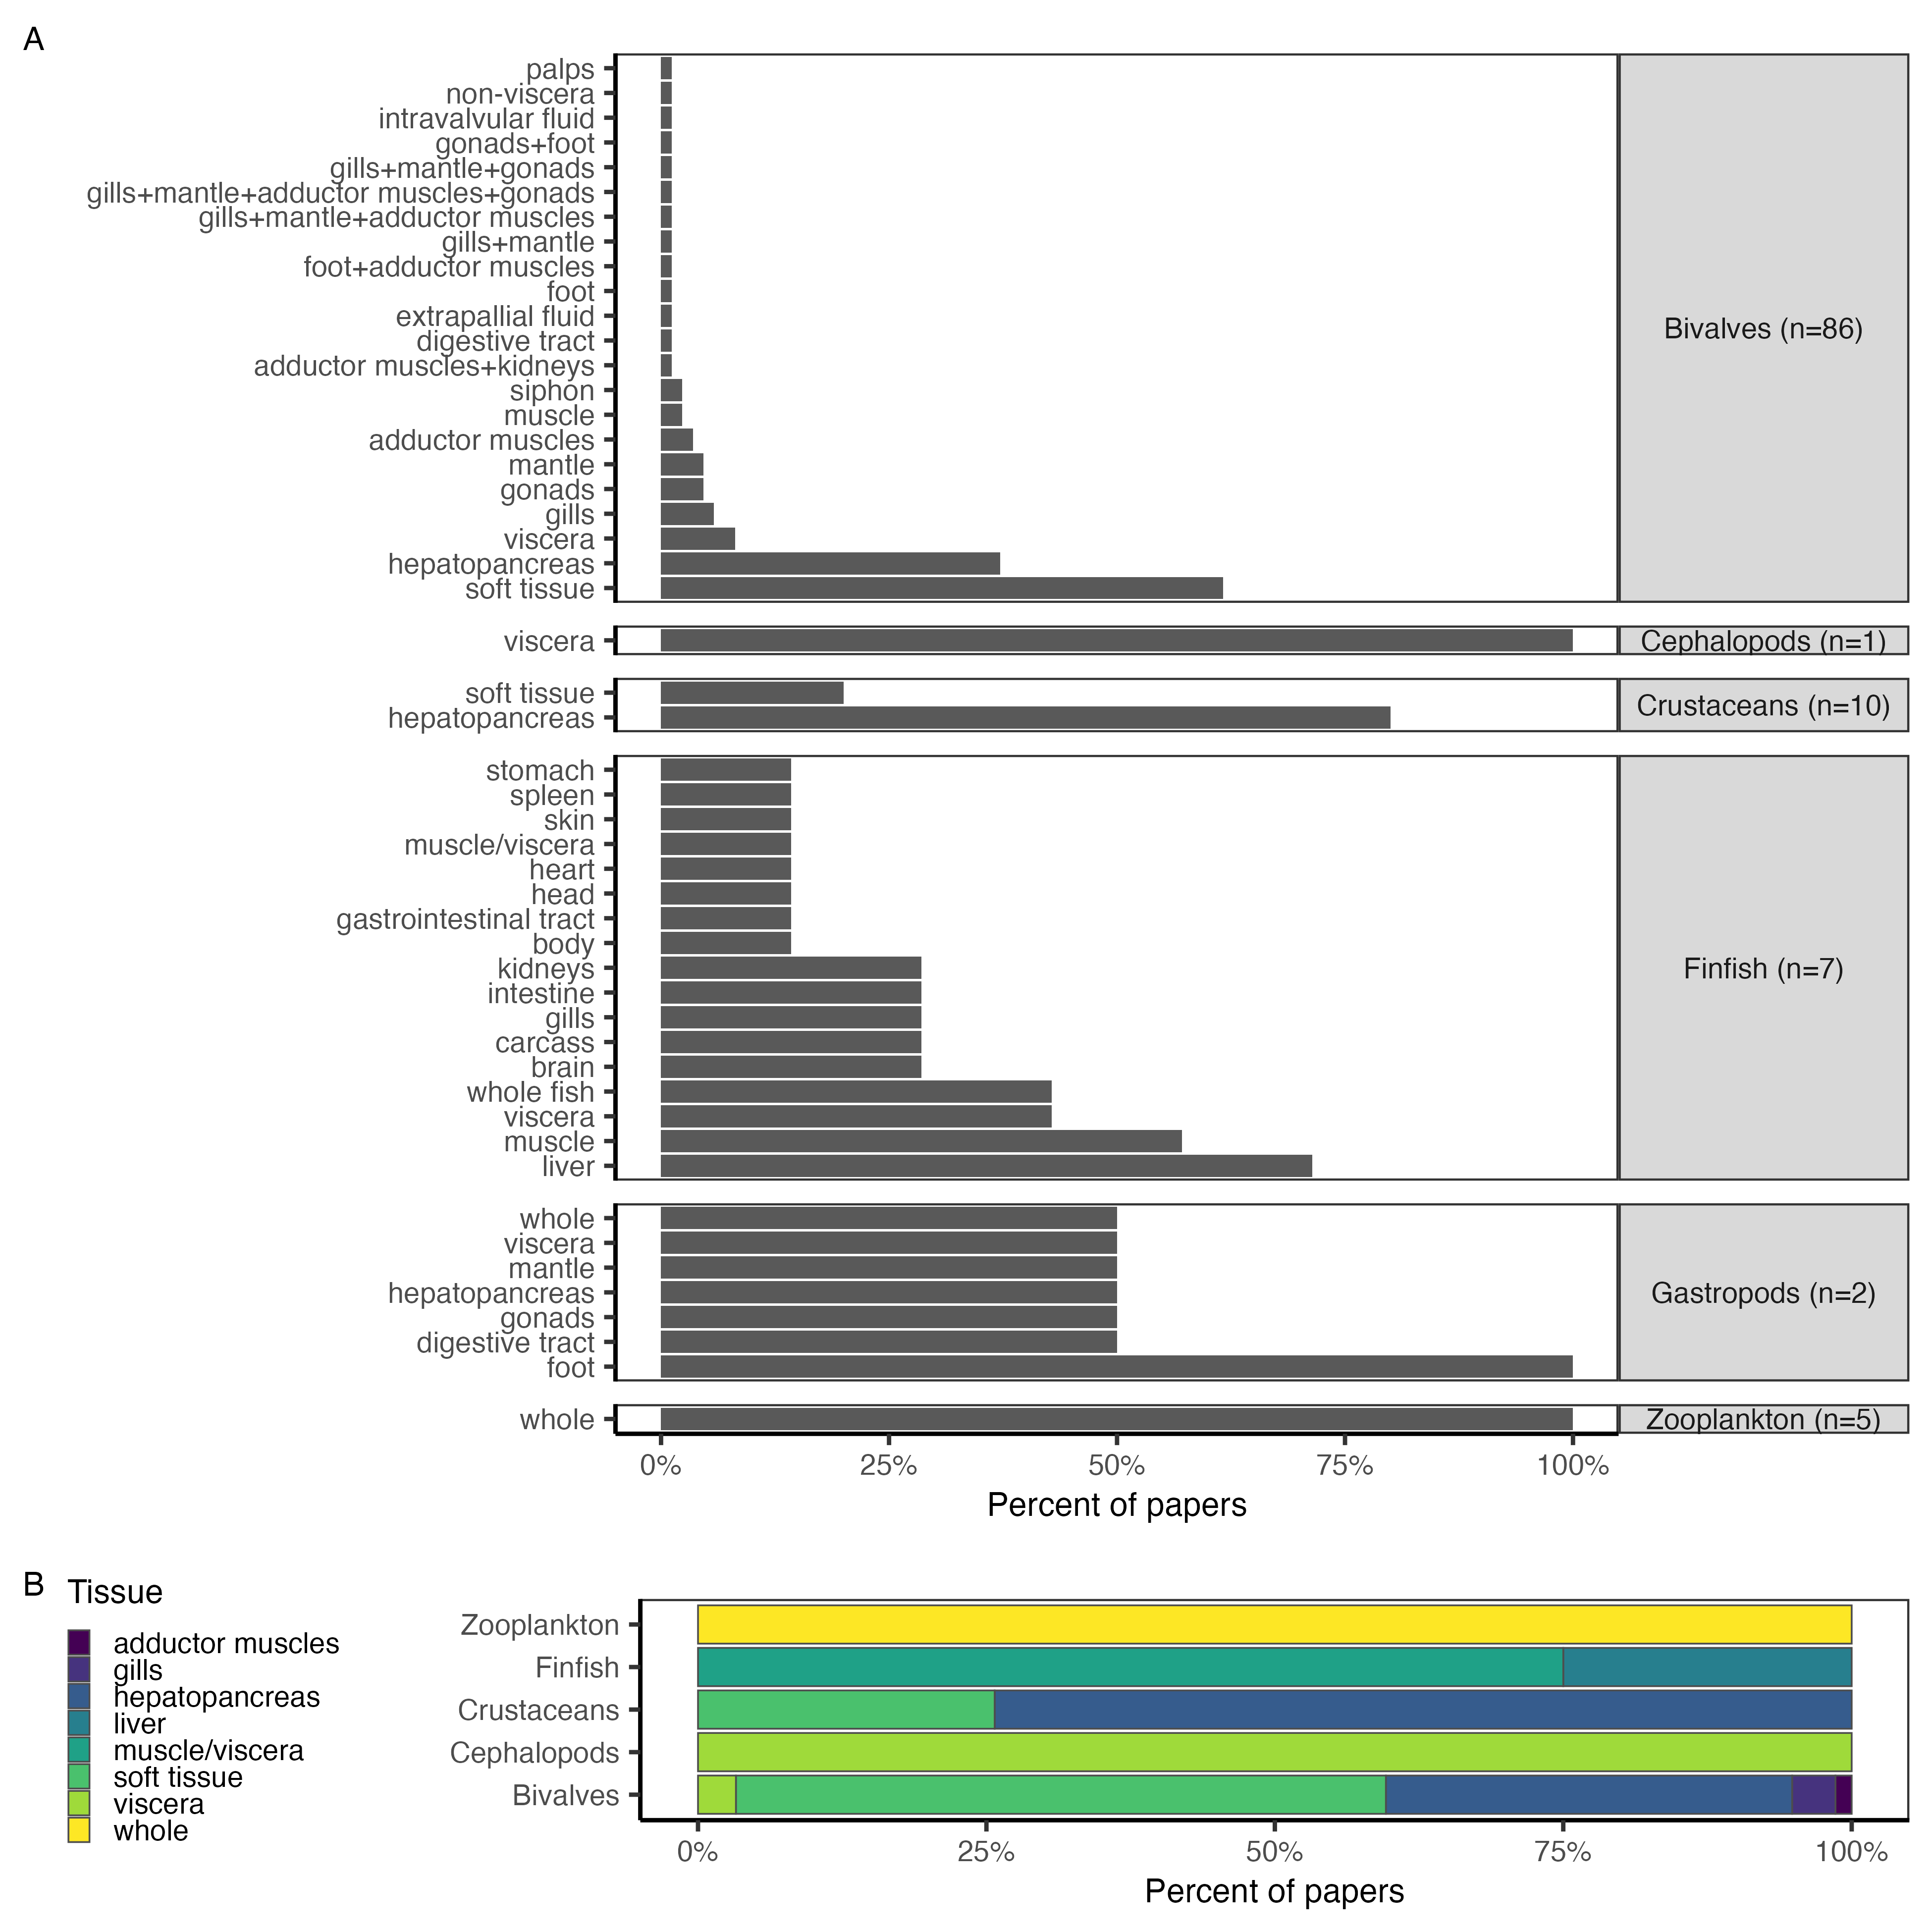 A
palps
non-viscera
intravalvular fluid
gonads+foot
gills+mantle+gonads
gills+mantle+adductor muscles+gonads
gills+mantle+adductor muscles
gills+mantle
foot+adductor muscles
foot
extrapallial fluid
digestive tract
adductor muscles+kidneys
siphon
muscle
adductor muscles
mantle
gonads
gills
viscera
hepatopancreas
soft tissue
Bivalves (n=86)
viscera
Cephalopods (n=1)
soft tissue
hepatopancreas
Crustaceans (n=10)
stomach
spleen
skin
muscle/viscera
heart
head
gastrointestinal tract
body
kidneys
intestine
gills
carcass
brain
whole fish
viscera
muscle
liver
Finfish (n=7)
whole
viscera
mantle
hepatopancreas
gonads
digestive tract
foot
Gastropods (n=2)
whole
Zooplankton (n=5)
0% 25% 50% 75% 100%
Percent of papers
B
Tissue
adductor muscles
gills
hepatopancreas
liver
muscle/viscera
soft tissue
viscera
whole
Zooplankton
Finfish
Crustaceans
Cephalopods
Bivalves
0% 25% 50% 75% 100%
Percent of papers